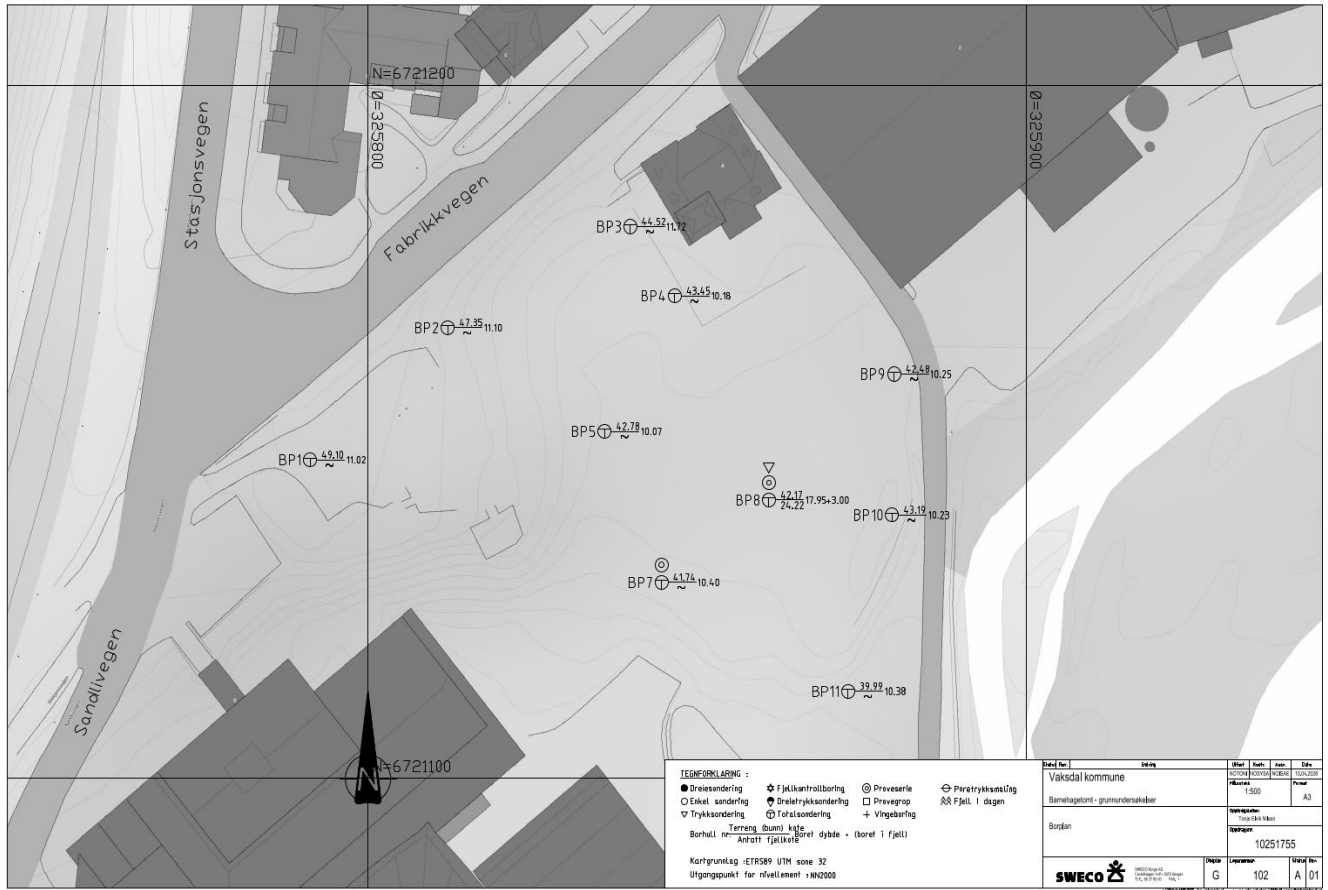 N=6721200
Ø=325800
Ø=325900
Stasjonsvegen
Fabrikkvegen
BP3 44.52 11.72
~
BP4 43.45 10.18
~
BP2 47.35 11.10
~
BP9 42.48 10.25
~
BP5 42.78 10.07
~
BP1 49.10 11.02
~
BP8 42.17 17.95+3.00
24.22
BP10 43.19 10.23
~
BP7 41.74 10.40
~
Sandlivegen
BP11 39.99 10.38
~
N=6721100
N
TEGNFORKLARING :
Dreiesondering
Fjellkontrollboring
Prøveserie
Poretrykksmåling
Enkel sondering
Dreietrykksondering
Prøvegrop
Fjell i dagen
Trykksondering
Totalsondering
Vingeboring
Terreng (bunn) kote
Borhull nr. Boret dybde + (boret i fjell)
Antatt fjellkote
Kartgrunnlag :ETRS89 UTM sone 32
Utgangspunkt for nivellement : NN2000
Vaksdal kommune
1:500
A3
Barnehagetomt - grunnundersøkelser
Borplan
10251755
SWECO
G 102 A 01